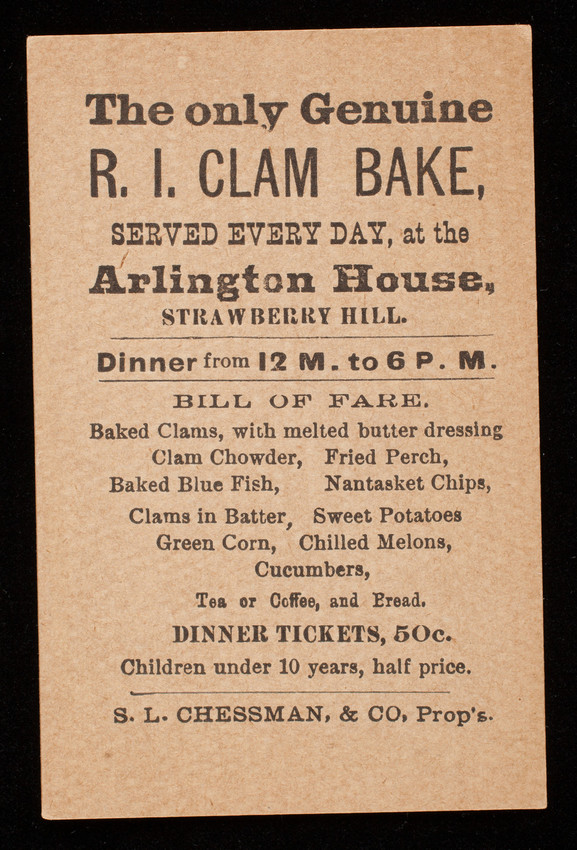 The only Genuine
R. I. CLAM BAKE,
SERVED EVERY DAY, at the
Arlington House,
STRAWBERRY HILL.
Dinner from 12 M. to 6 P. M.
BILL OF FARE.
Baked Clams, with melted butter dressing
Clam Chowder, Fried Perch,
Baked Blue Fish, Nantasket Chips,
Clams in Batter, Sweet Potatoes
Green Corn, Chilled Melons,
Cucumbers,
Tea or Coffee, and Bread.
DINNER TICKETS, 50c.
Children under 10 years, half price.
S. L. CHESSMAN, & CO, Prop's.